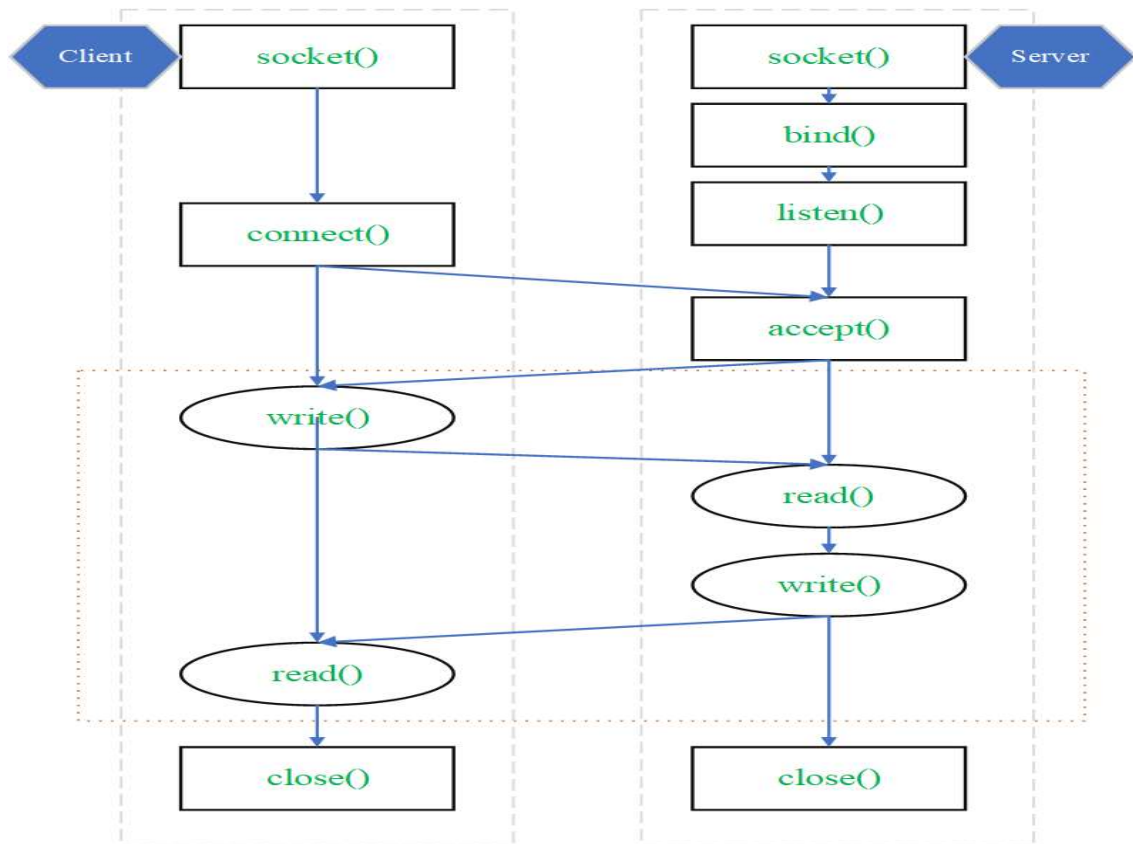 Client
socket()
socket()
Server
bind()
listen()
connect()
accept()
write()
read()
write()
read()
close()
close()